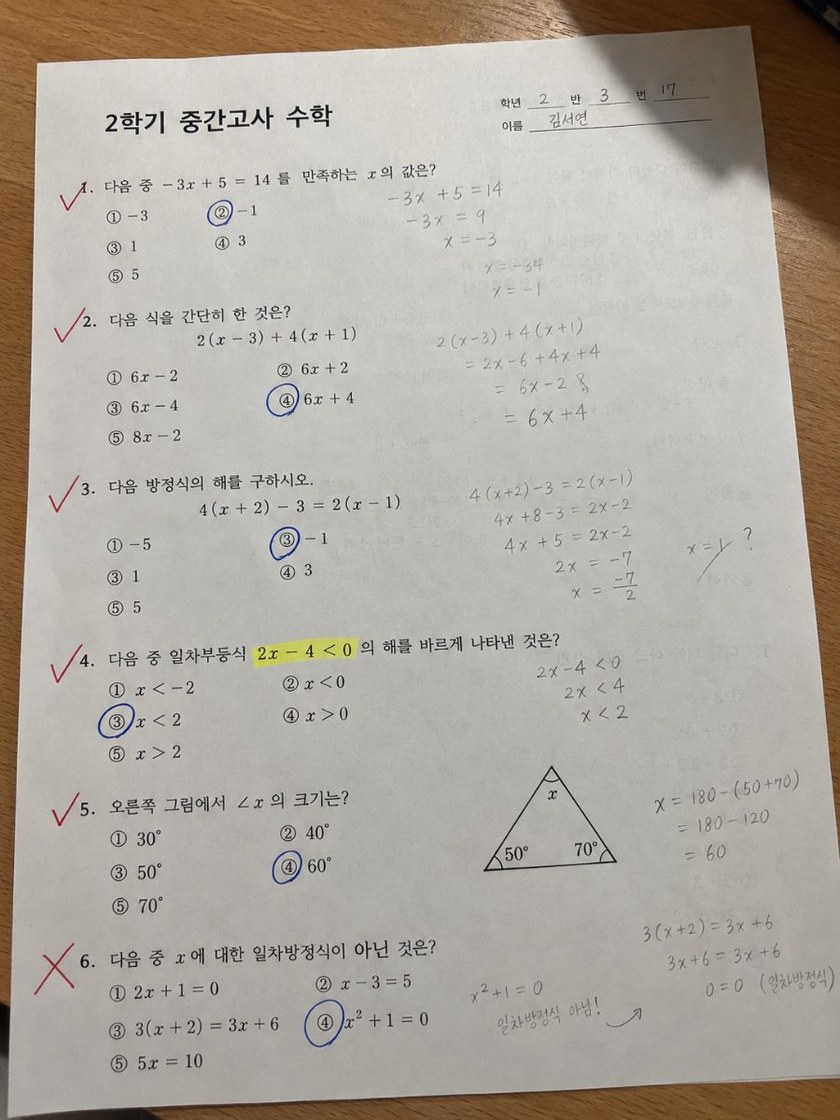 2학기 중간고사 수학
학년 2 반 3 번 17
이름 김서연
1. 다음 중 −3x + 5 = 14 를 만족하는 x의 값은?
① −3 ② −1
③ 1 ④ 3
⑤ 5
−3x + 5 = 14
−3x = 9
x = −3
x = −34
x = −1
2. 다음 식을 간단히 한 것은?
2(x − 3) + 4(x + 1)
① 6x − 2 ② 6x + 2
③ 6x − 4 ④ 6x + 4
⑤ 8x − 2
2(x−3) + 4(x+1)
= 2x−6+4x+4
= 6x−2
= 6x+4
3. 다음 방정식의 해를 구하시오.
4(x + 2) − 3 = 2(x − 1)
① −5 ③ −1
③ 1 ④ 3
⑤ 5
4(x+2)−3 = 2(x−1)
4x+8−3 = 2x−2
4x+5 = 2x−2
2x = −7
x = −7/2
x = 1 ?
4. 다음 중 일차부등식 2x − 4 < 0 의 해를 바르게 나타낸 것은?
① x < −2 ② x < 0
③ x < 2 ④ x > 0
⑤ x > 2
2x−4 < 0
2x < 4
x < 2
5. 오른쪽 그림에서 ∠x 의 크기는?
① 30° ② 40°
③ 50° ④ 60°
⑤ 70°
x
50° 70°
x = 180−(50+70)
= 180−120
= 60
6. 다음 중 x에 대한 일차방정식이 아닌 것은?
① 2x + 1 = 0 ② x − 3 = 5
③ 3(x + 2) = 3x + 6 ④ x² + 1 = 0
⑤ 5x = 10
x²+1 = 0
일차방정식 아님!
3(x+2) = 3x+6
3x+6 = 3x+6
0 = 0 (일차방정식)